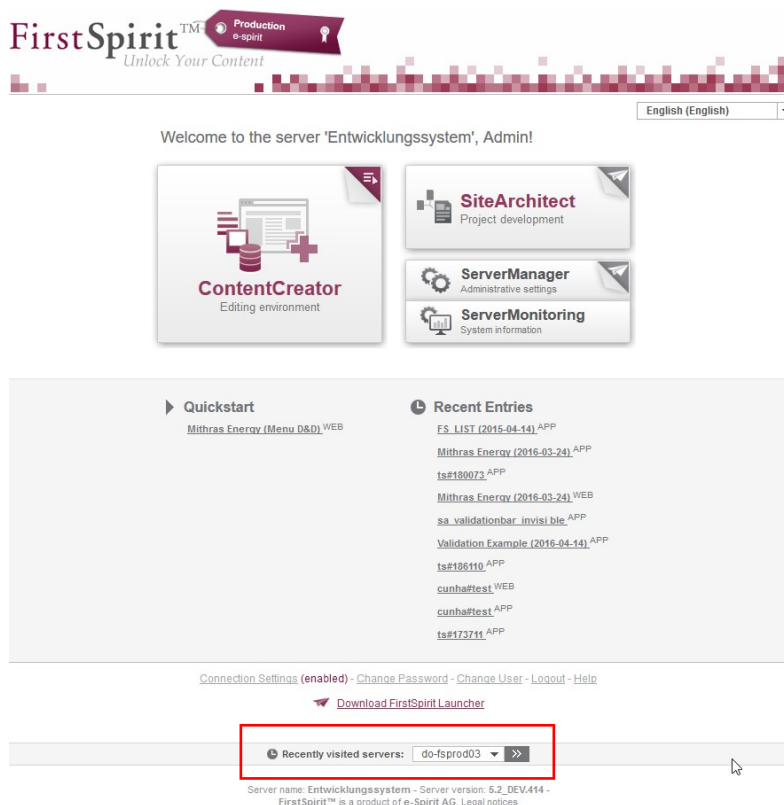 FirstSpirit™
Unlock Your Content
Production
e-spirit
English (English)
Welcome to the server 'Entwicklungssystem', Admin!
ContentCreator
Editing environment
SiteArchitect
Project development
ServerManager
Administrative settings
ServerMonitoring
System information
Quickstart
Mithras Energy (Menu D&D) WEB
Recent Entries
FS_LIST (2015-04-14) APP
Mithras Energy (2016-03-24) APP
ts#180073 APP
Mithras Energy (2016-03-24) WEB
sa_validationbar_invisi ble APP
Validation Example (2016-04-14) APP
ts#186110 APP
cunha#test WEB
cunha#test APP
ts#173711 APP
Connection Settings (enabled) - Change Password - Change User - Logout - Help
Download FirstSpirit Launcher
Recently visited servers: do-fsprod03 >>
Server name: Entwicklungssystem - Server version: 5.2_DEV.414 -
FirstSpirit™ is a product of e-Spirit AG. Legal notices